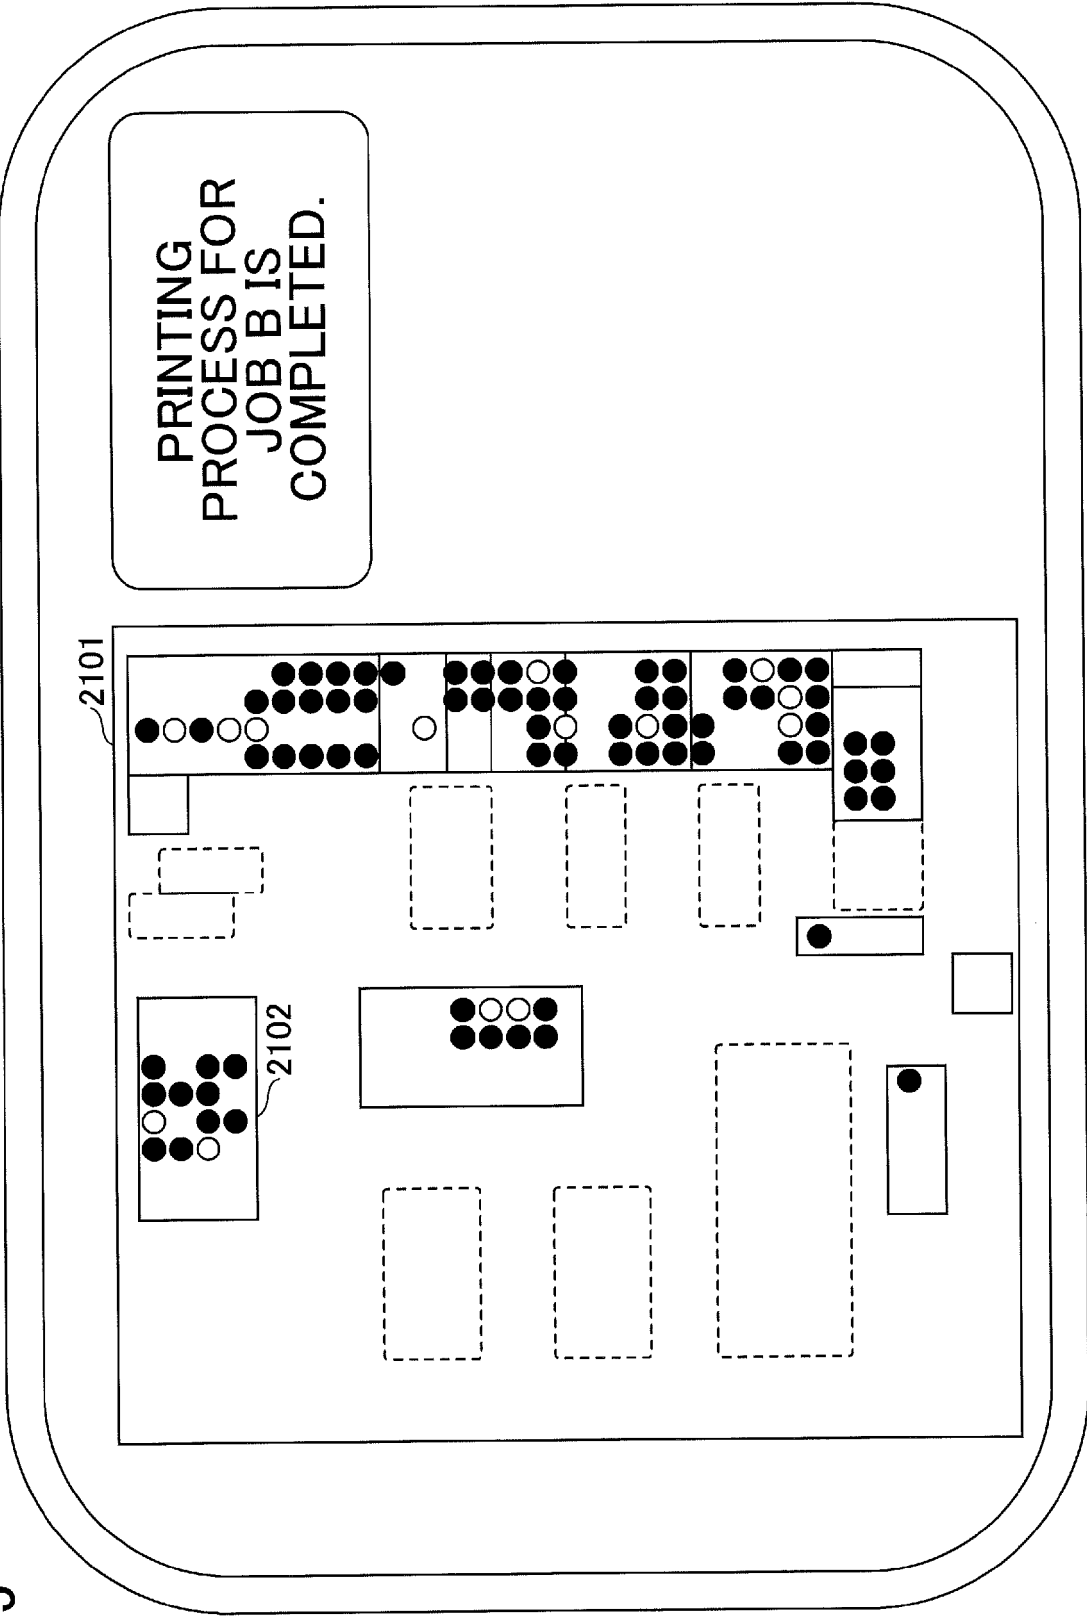 PRINTING
PROCESS FOR
JOB B IS
COMPLETED.
2101
2102